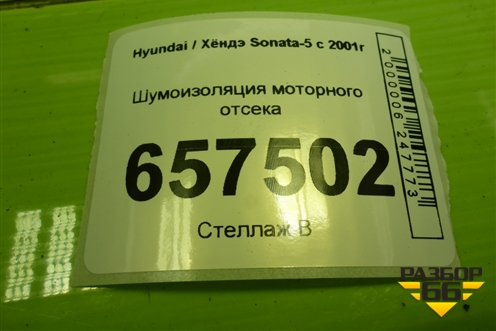 Hyundai / Хёндэ Sonata-5 с 2001г
Шумоизоляция моторного
отсека
657502
Стеллаж В
2000006247773
РАЗБОР
66